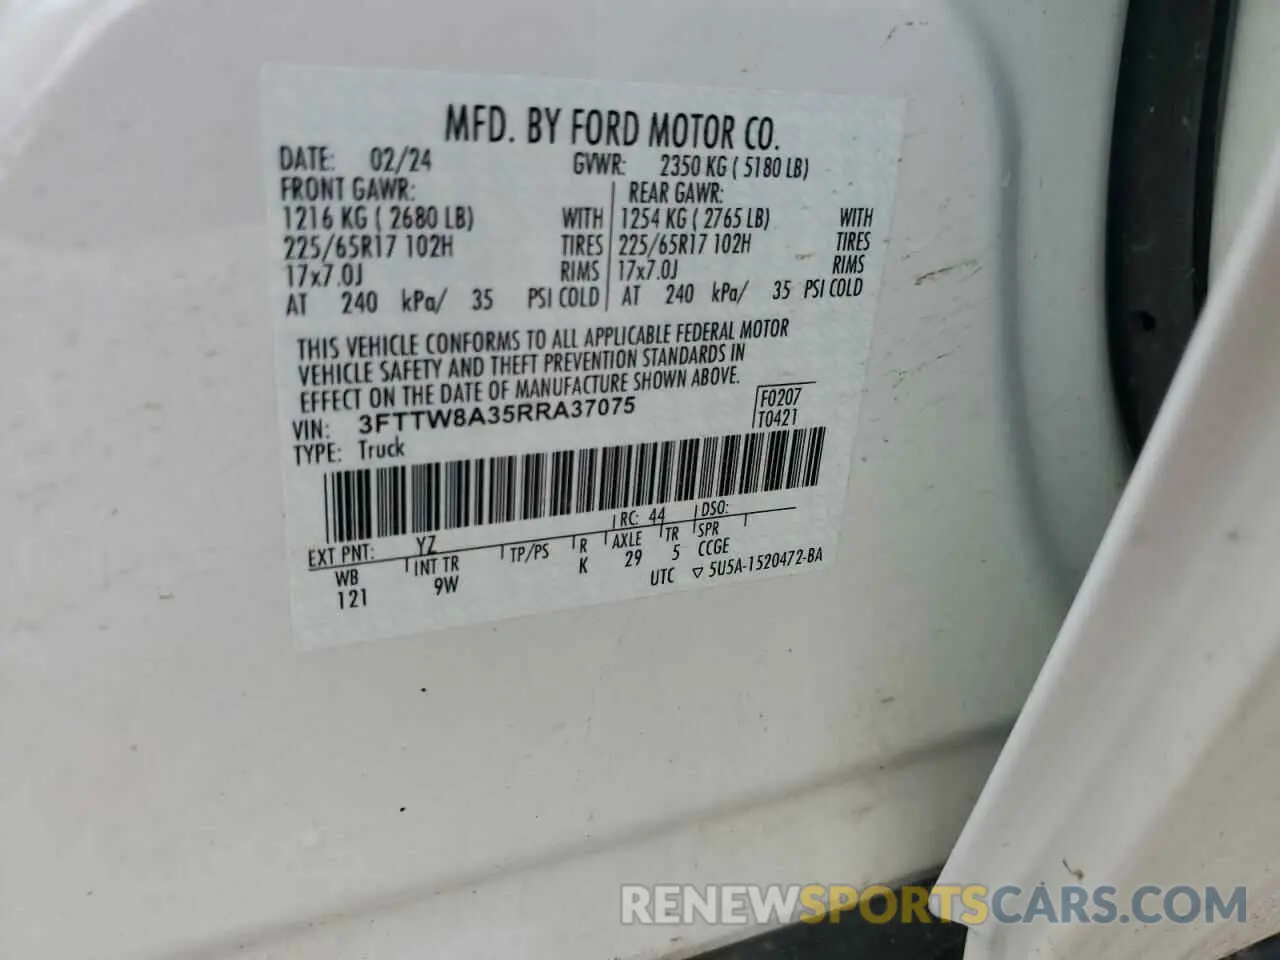 MFD. BY FORD MOTOR CO.
DATE: 02/24 GVWR: 2350 KG ( 5180 LB)
FRONT GAWR: REAR GAWR:
1216 KG ( 2680 LB) WITH 1254 KG ( 2765 LB) WITH
225/65R17 102H TIRES 225/65R17 102H TIRES
17x7.0J RIMS 17x7.0J RIMS
AT 240 kPa/ 35 PSI COLD AT 240 kPa/ 35 PSI COLD
THIS VEHICLE CONFORMS TO ALL APPLICABLE FEDERAL MOTOR
VEHICLE SAFETY AND THEFT PREVENTION STANDARDS IN
EFFECT ON THE DATE OF MANUFACTURE SHOWN ABOVE.
VIN: 3FTTW8A35RRA37075 F0207
TYPE: Truck T0421
EXT PNT: YZ RC: 44 DSO:
WB INT TR TP/PS R AXLE TR SPR
121 9W K 29 5 CCGE
UTC ▽ 5U5A-1520472-BA
RENEWSPORTSCARS.COM